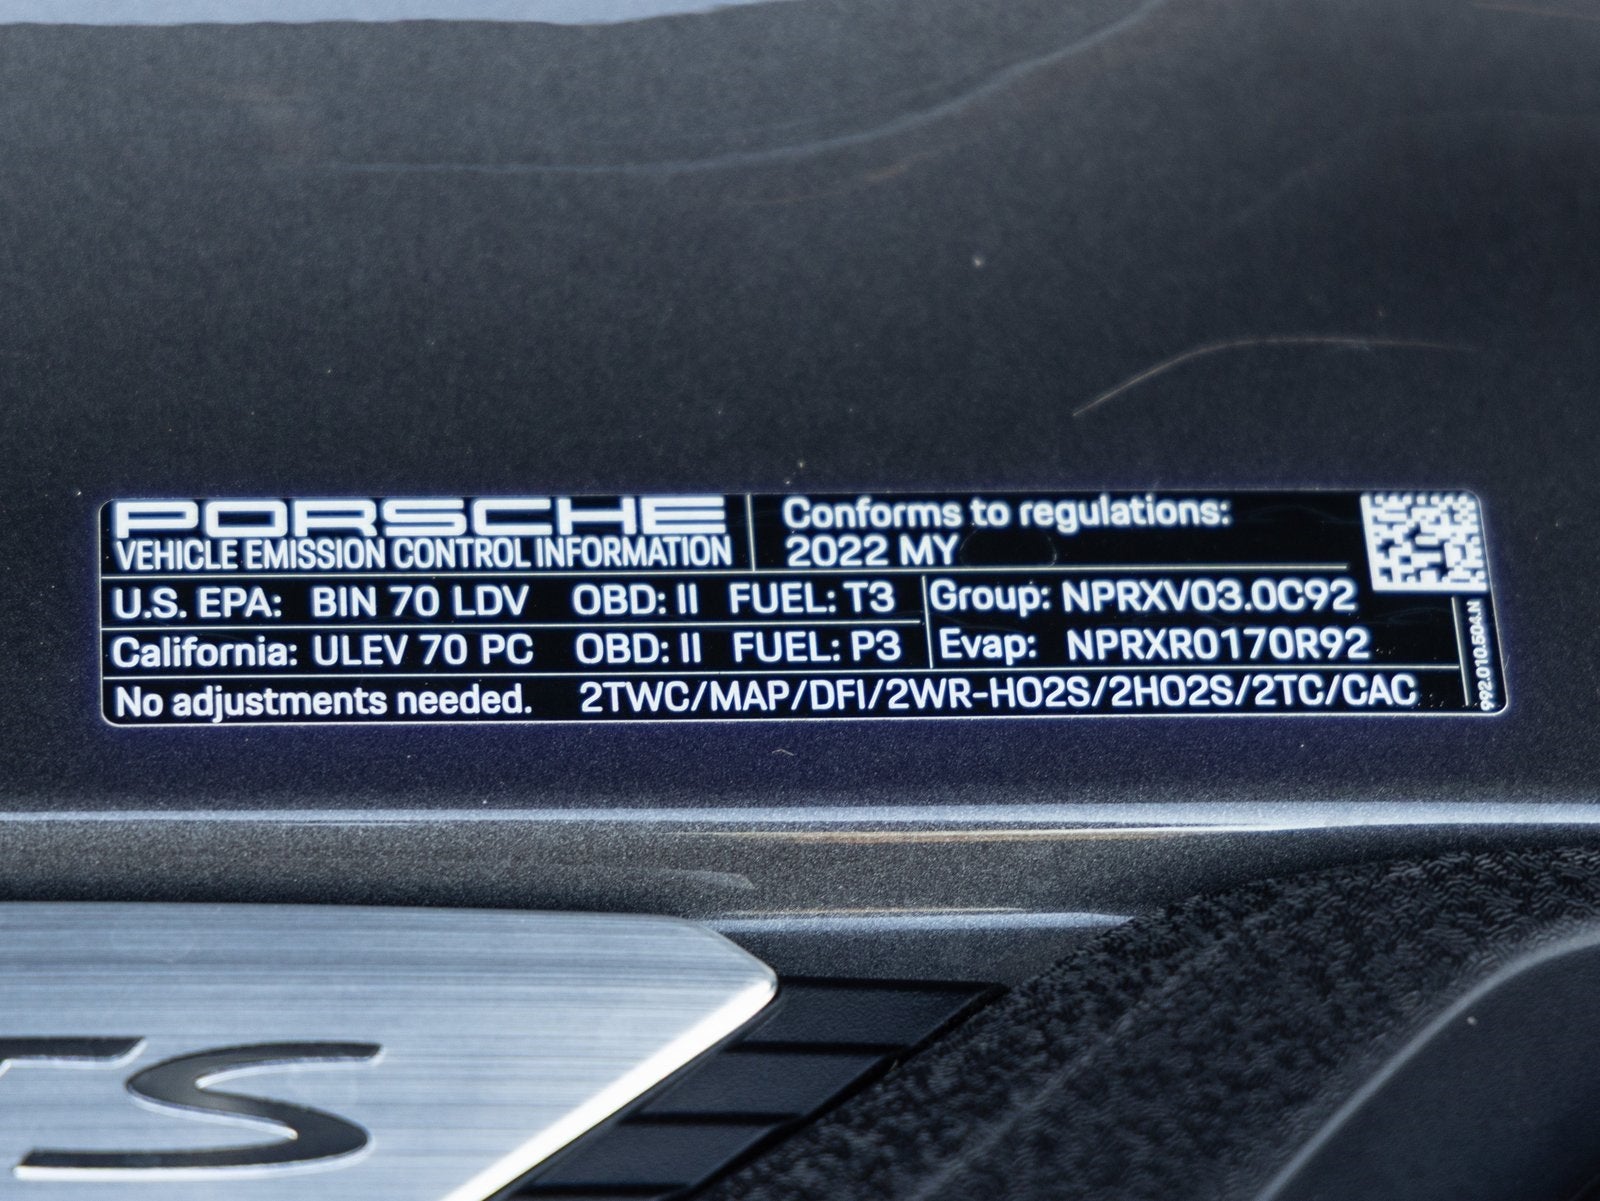 PORSCHE
VEHICLE EMISSION CONTROL INFORMATION
Conforms to regulations:
2022 MY
U.S. EPA: BIN 70 LDV OBD: II FUEL: T3
California: ULEV 70 PC OBD: II FUEL: P3
Group: NPRXV03.0C92
Evap: NPRXR0170R92
No adjustments needed. 2TWC/MAP/DFI/2WR-HO2S/2HO2S/2TC/CAC
992.010.504.N
TS